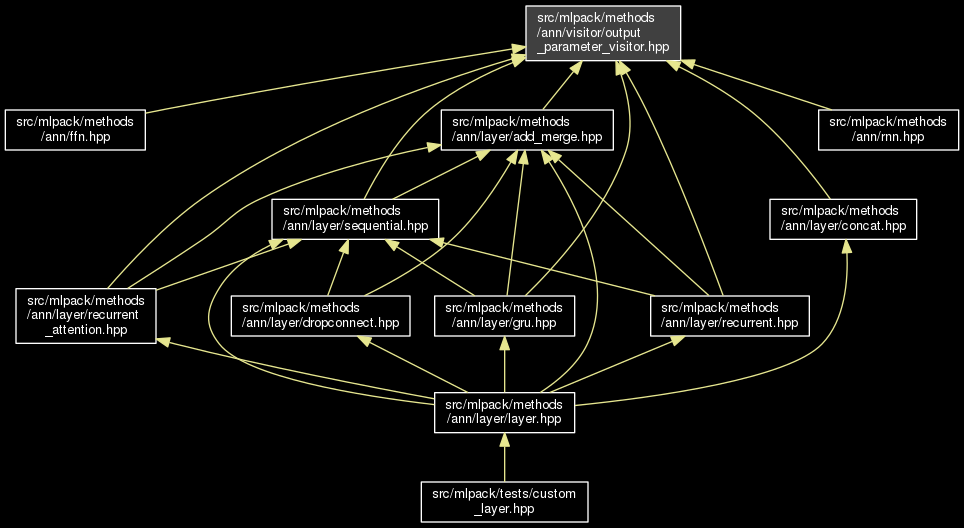 src/mlpack/methods
/ann/visitor/output
_parameter_visitor.hpp
src/mlpack/methods
/ann/ffn.hpp
src/mlpack/methods
/ann/layer/add_merge.hpp
src/mlpack/methods
/ann/rnn.hpp
src/mlpack/methods
/ann/layer/sequential.hpp
src/mlpack/methods
/ann/layer/concat.hpp
src/mlpack/methods
/ann/layer/recurrent
_attention.hpp
src/mlpack/methods
/ann/layer/dropconnect.hpp
src/mlpack/methods
/ann/layer/gru.hpp
src/mlpack/methods
/ann/layer/recurrent.hpp
src/mlpack/methods
/ann/layer/layer.hpp
src/mlpack/tests/custom
_layer.hpp